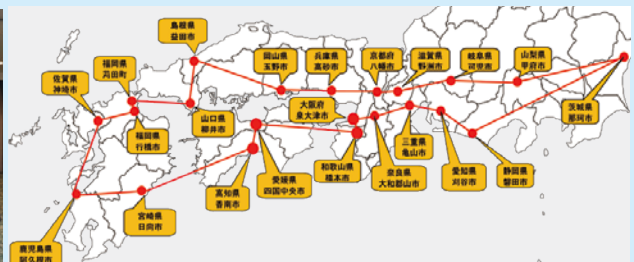 島根県
益田市
福岡県
苅田町
佐賀県
神埼市
岡山県
玉野市
兵庫県
高砂市
京都府
八幡市
滋賀県
野洲市
岐阜県
可児市
山梨県
甲府市
大阪府
泉大津市
山口県
柳井市
福岡県
行橋市
茨城県
那珂市
三重県
亀山市
和歌山県
橋本市
奈良県
大和郡山市
愛知県
刈谷市
静岡県
磐田市
愛媛県
四国中央市
高知県
香南市
宮崎県
日向市
鹿児島県
阿久根市